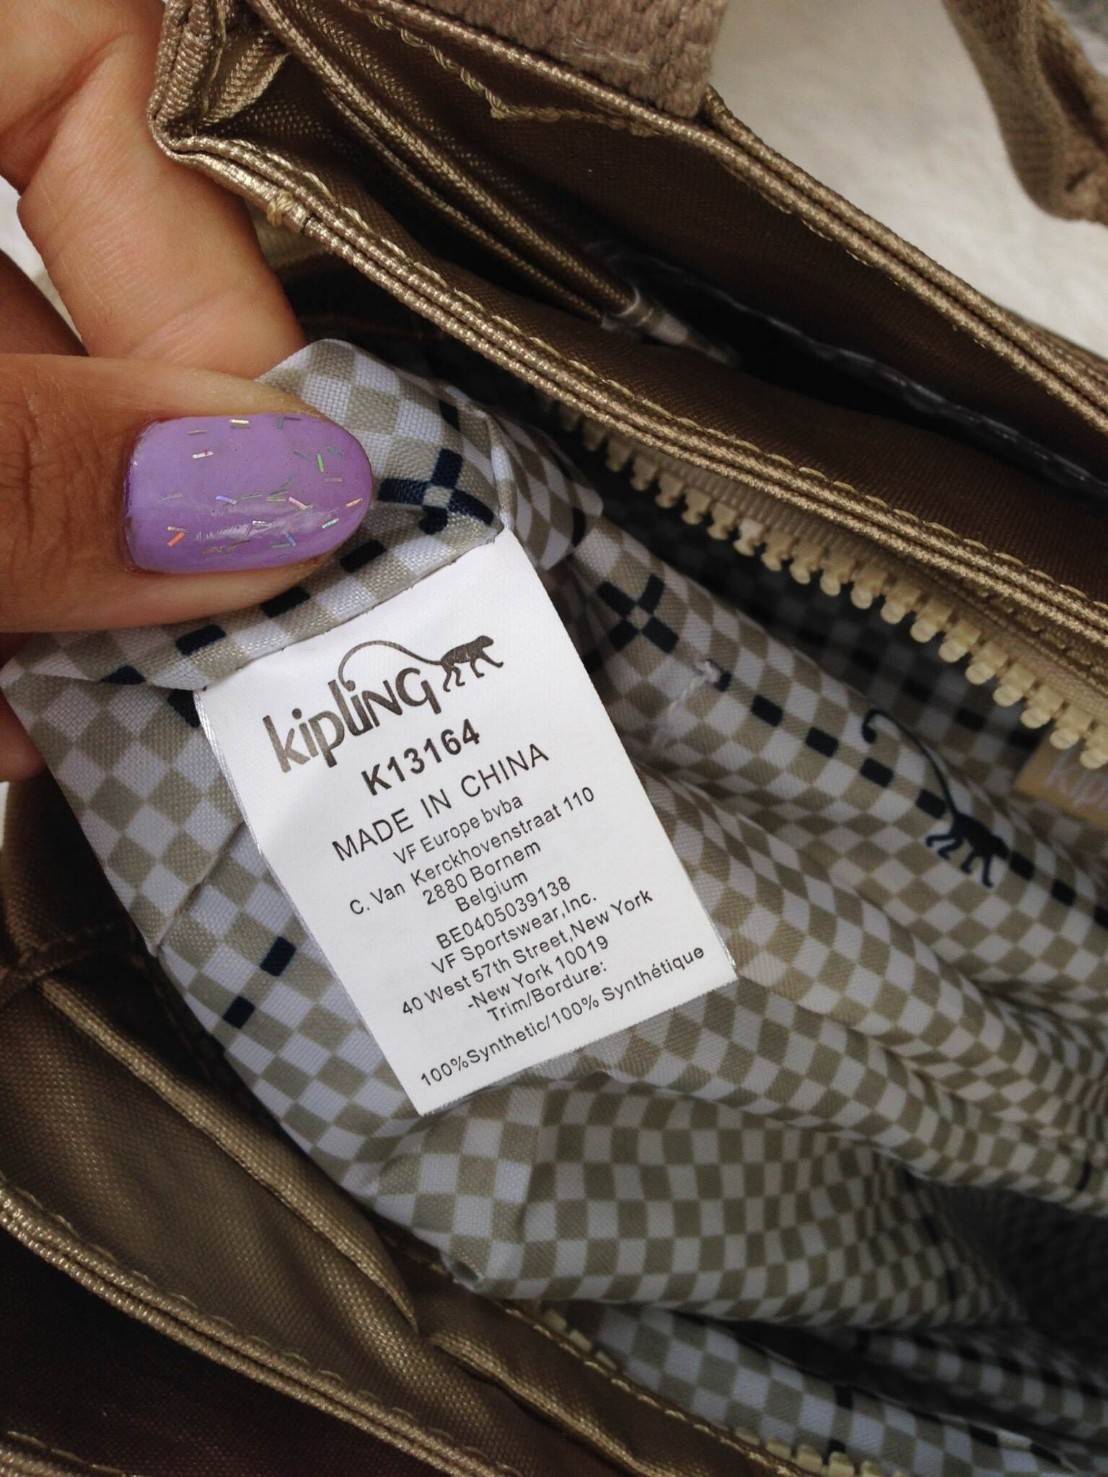 kipling
K13164
MADE IN CHINA
VF Europe bvba
C. Van Kerckhovenstraat 110
2880 Bornem
Belgium
BE0405039138
VF Sportswear,Inc.
40 West 57th Street,New York
-New York 10019
Trim/Bordure:
100%Synthetic/100% Synthétique